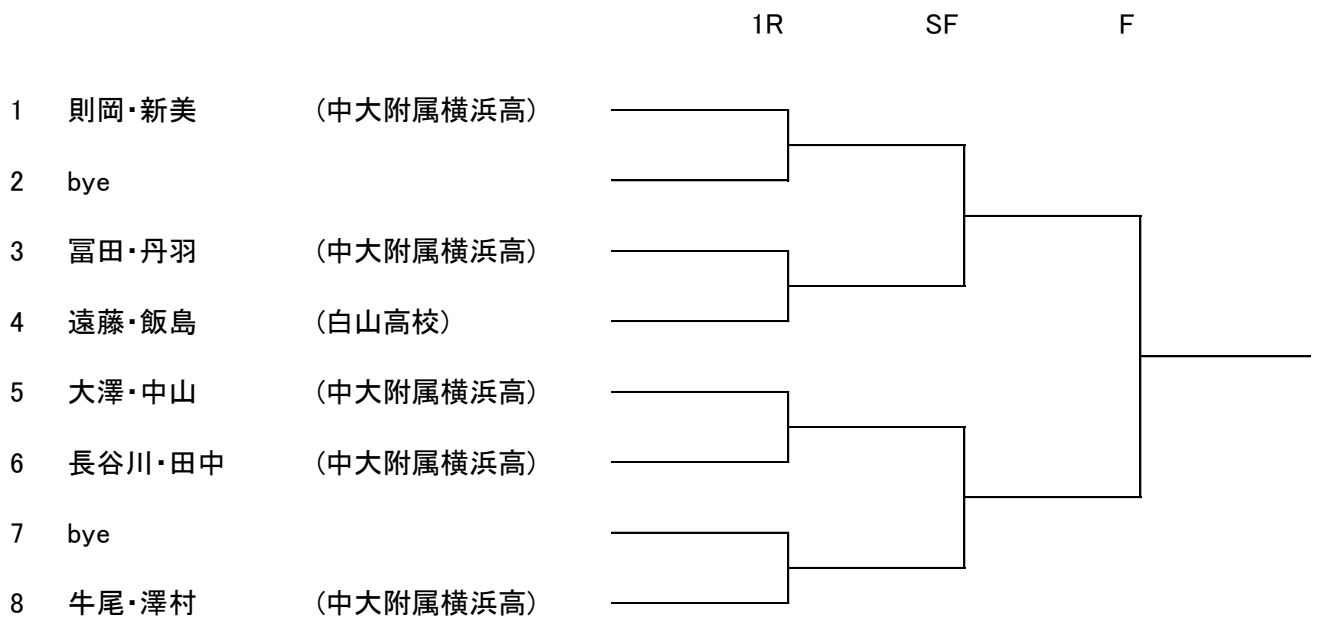 1R SF F
1 則岡・新美 (中大附属横浜高)
2 bye
3 冨田・丹羽 (中大附属横浜高)
4 遠藤・飯島 (白山高校)
5 大澤・中山 (中大附属横浜高)
6 長谷川・田中 (中大附属横浜高)
7 bye
8 牛尾・澤村 (中大附属横浜高)